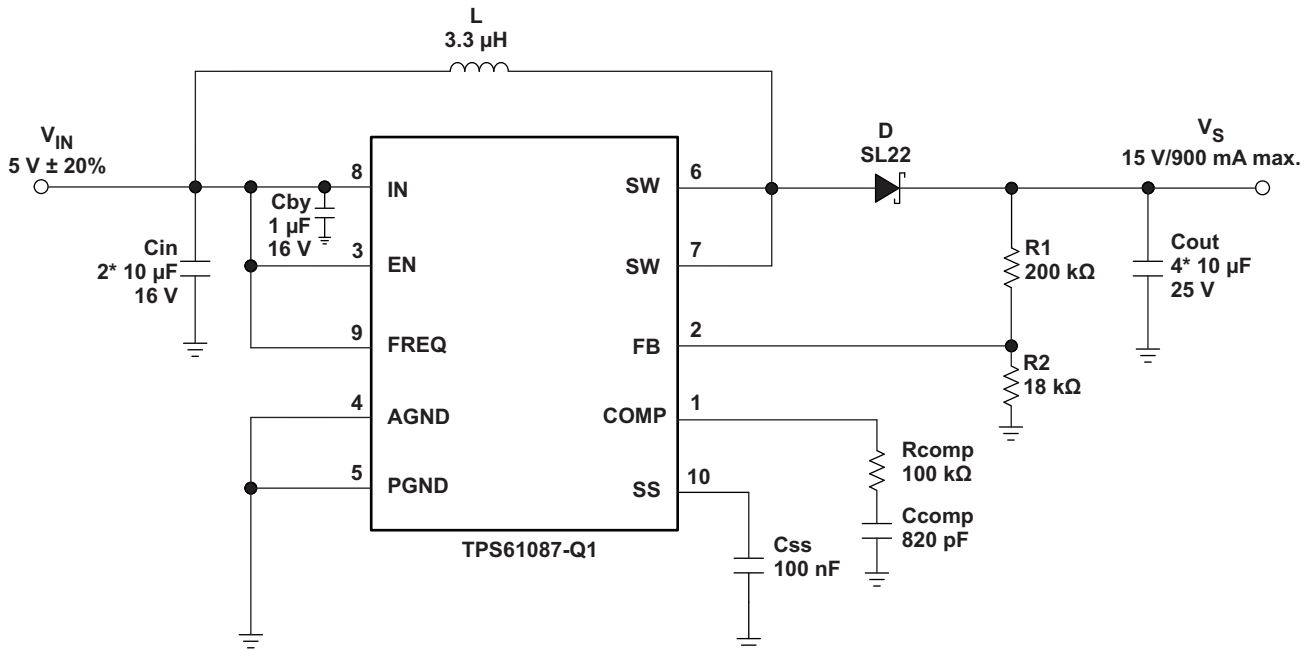 L
3.3 µH
V_IN
5 V ± 20%
D
SL22
V_S
15 V/900 mA max.
8
IN
SW
6
Cby
1 µF
16 V
Cin
2* 10 µF
16 V
3
EN
SW
7
R1
200 kΩ
Cout
4* 10 µF
25 V
9
FREQ
FB
2
R2
18 kΩ
4
AGND
COMP
1
Rcomp
100 kΩ
5
PGND
SS
10
Ccomp
820 pF
TPS61087-Q1
Css
100 nF